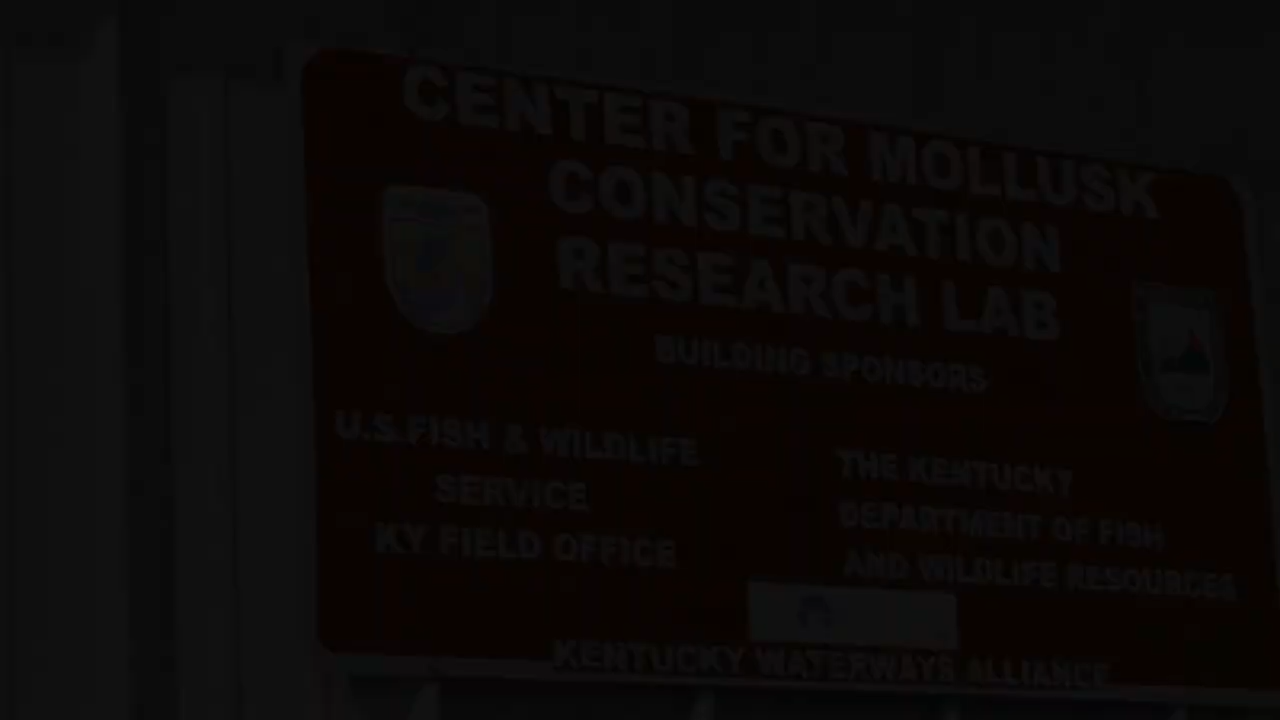 CENTER FOR MOLLUSK
CONSERVATION
RESEARCH LAB
BUILDING SPONSORS
U.S.FISH & WILDLIFE
SERVICE
KY FIELD OFFICE
THE KENTUCKY
DEPARTMENT OF FISH
AND WILDLIFE RESOURCES
KENTUCKY WATERWAYS ALLIANCE